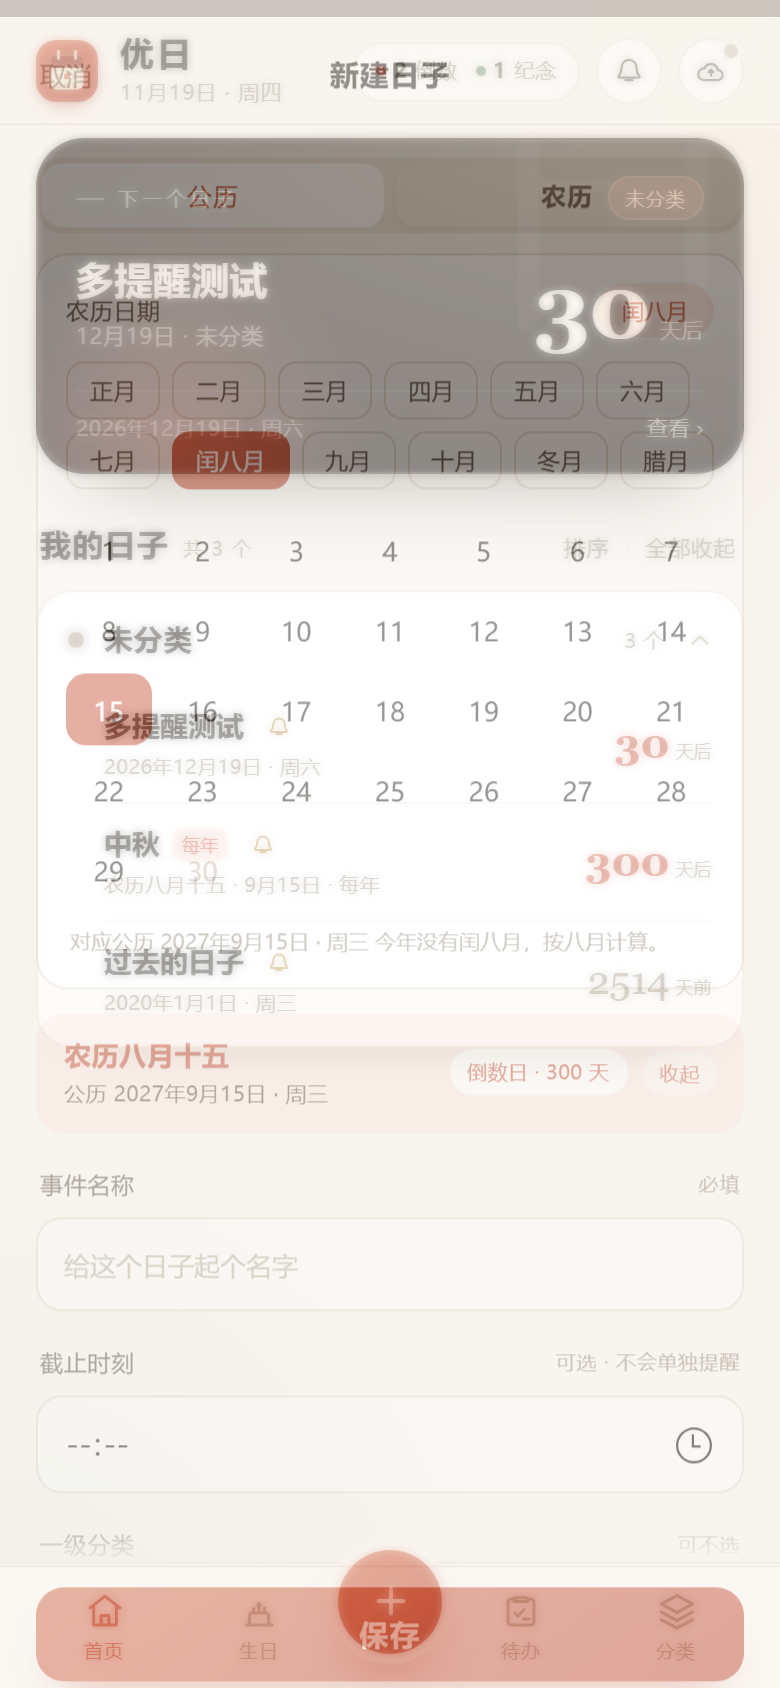 取消
优日
11月19日 · 周四
新建日子
2 倒数
1 纪念
下一个
公历
农历
未分类
多提醒测试
30 天后
农历日期
闰八月
12月19日 · 未分类
正月 二月 三月 四月 五月 六月
2026年12月19日 · 周六
查看 ›
七月 闰八月 九月 十月 冬月 腊月
我的日子
共 3 个
排序 · 全部收起
1 2 3 4 5 6 7
未分类
3 个
8 9 10 11 12 13 14
多提醒测试
15 16 17 18 19 20 21
30 天后
2026年12月19日 · 周六
22 23 24 25 26 27 28
中秋 每年
300 天后
29 30
农历八月十五 · 9月15日 · 每年
对应公历 2027年9月15日 · 周三 今年没有闰八月，按八月计算。
过去的日子
2514 天前
2020年1月1日 · 周三
农历八月十五
公历 2027年9月15日 · 周三
倒数日 · 300 天
收起
事件名称
必填
给这个日子起个名字
截止时刻
可选 · 不会单独提醒
--:--
一级分类
可不选
保存
首页
生日
待办
分类